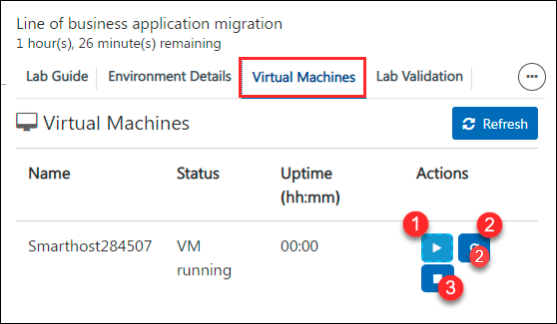 Line of business application migration
1 hour(s), 26 minute(s) remaining
Lab Guide Environment Details Virtual Machines Lab Validation
Virtual Machines
Refresh
Name Status Uptime (hh:mm) Actions
1 2
Smarthost284507 VM running 00:00
2
3